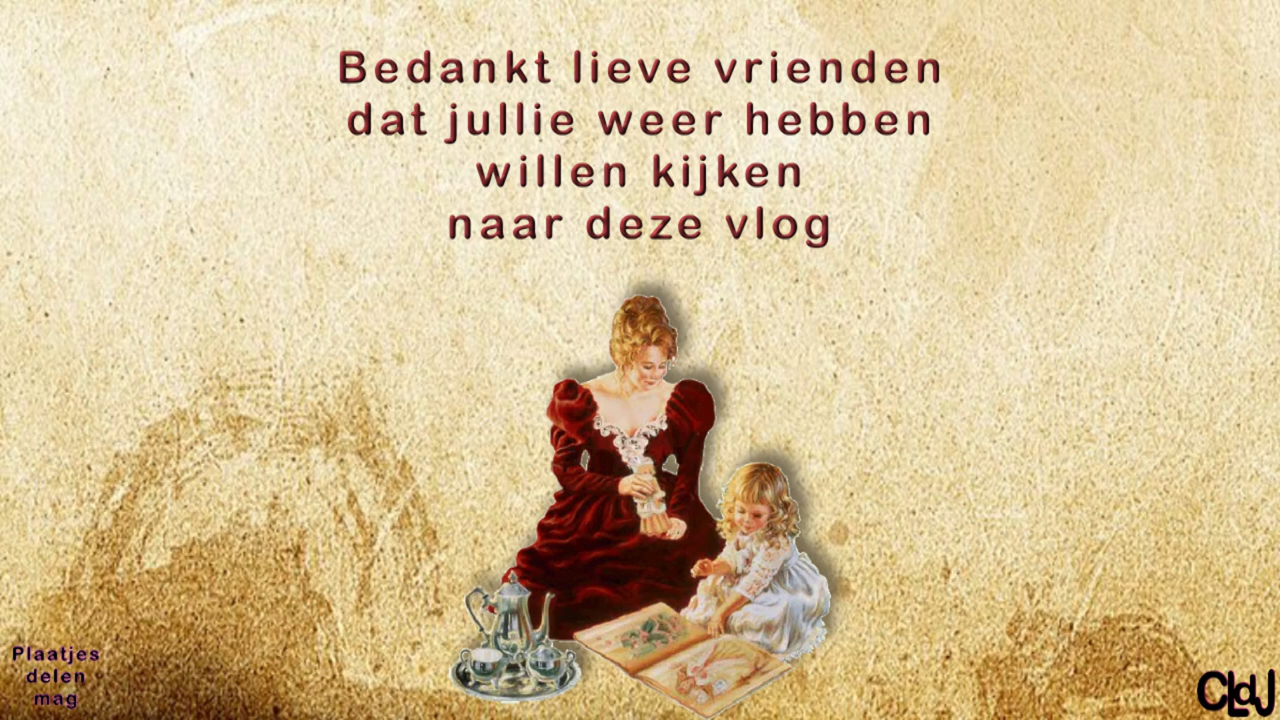 Bedankt lieve vrienden
dat jullie weer hebben
willen kijken
naar deze vlog
Plaatjes
delen
mag
CLdJ